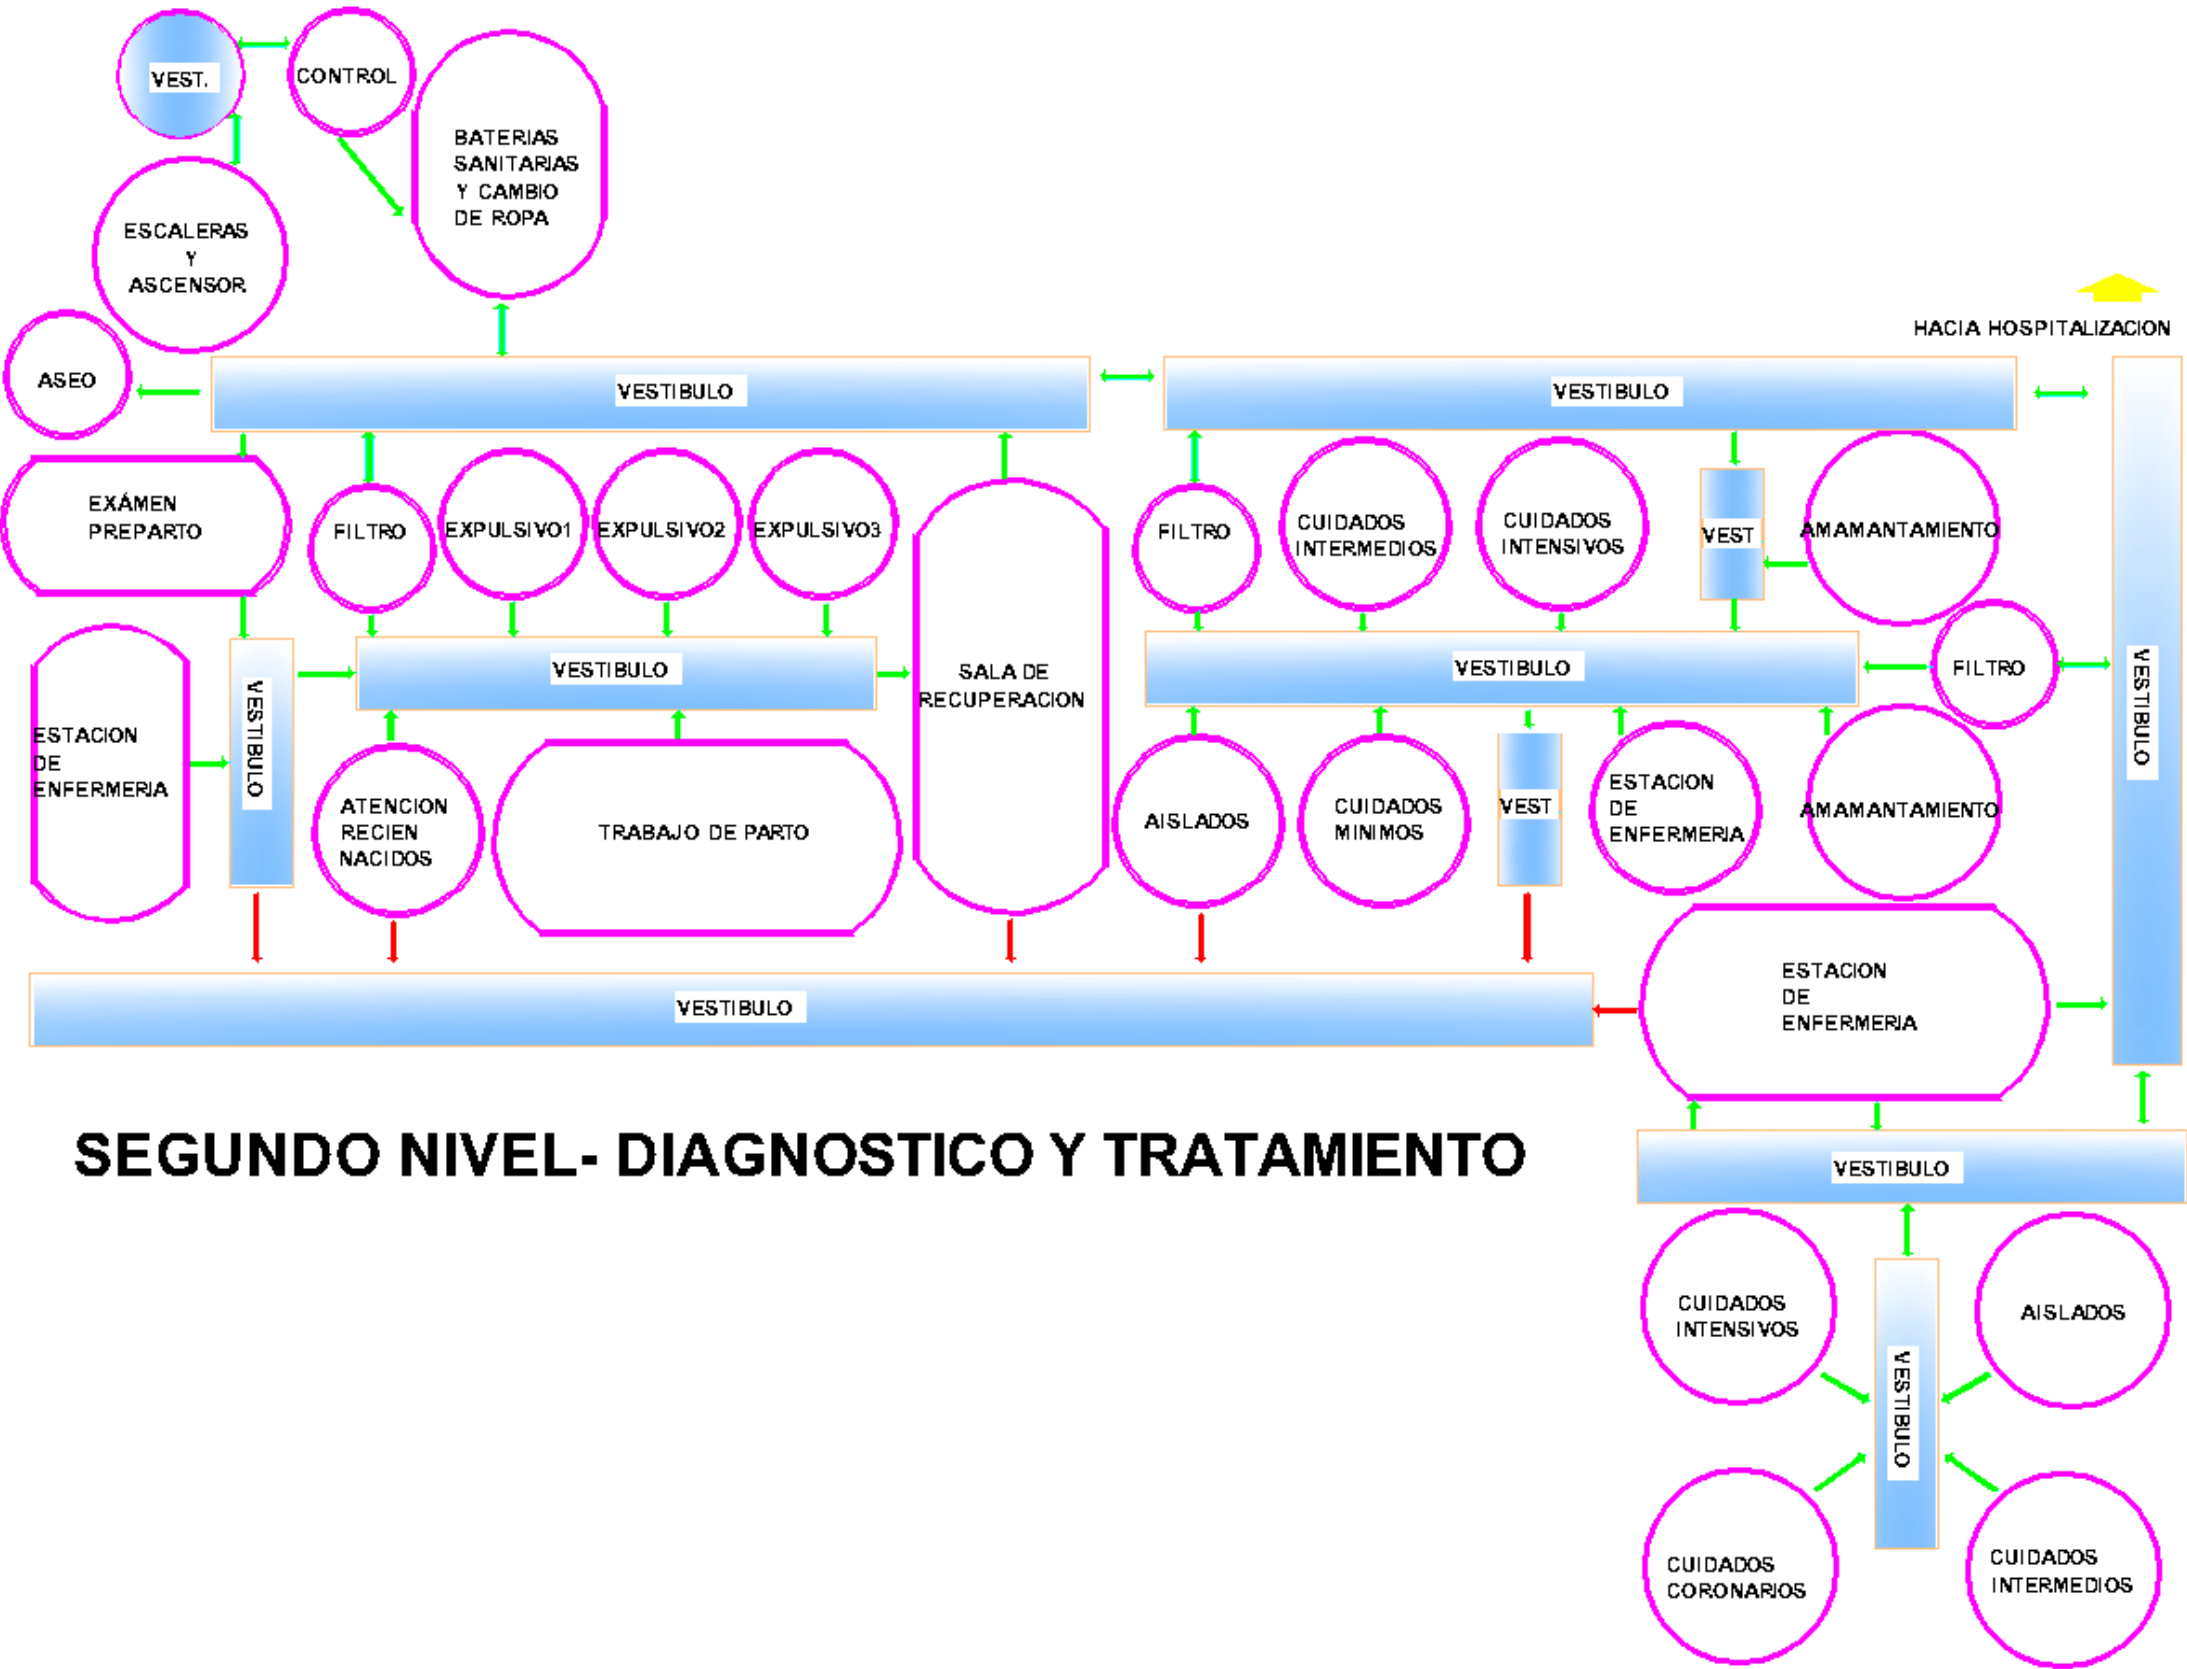 VEST.
CONTROL
BATERIAS
SANITARIAS
Y CAMBIO
DE ROPA
ESCALERAS
Y
ASCENSOR
HACIA HOSPITALIZACION
ASEO
VESTIBULO
VESTIBULO
EXÁMEN
PREPARTO
FILTRO
EXPULSIVO1
EXPULSIVO2
EXPULSIVO3
FILTRO
CUIDADOS
INTERMEDIOS
CUIDADOS
INTENSIVOS
VEST
AMAMANTAMIENTO
ESTACION
DE
ENFERMERIA
VESTIBULO
VESTIBULO
SALA DE
RECUPERACION
VESTIBULO
FILTRO
VESTIBULO
ATENCION
RECIEN
NACIDOS
TRABAJO DE PARTO
AISLADOS
CUIDADOS
MINIMOS
VEST
ESTACION
DE
ENFERMERIA
AMAMANTAMIENTO
VESTIBULO
ESTACION
DE
ENFERMERIA
SEGUNDO NIVEL- DIAGNOSTICO Y TRATAMIENTO
VESTIBULO
CUIDADOS
INTENSIVOS
AISLADOS
VESTIBULO
CUIDADOS
CORONARIOS
CUIDADOS
INTERMEDIOS